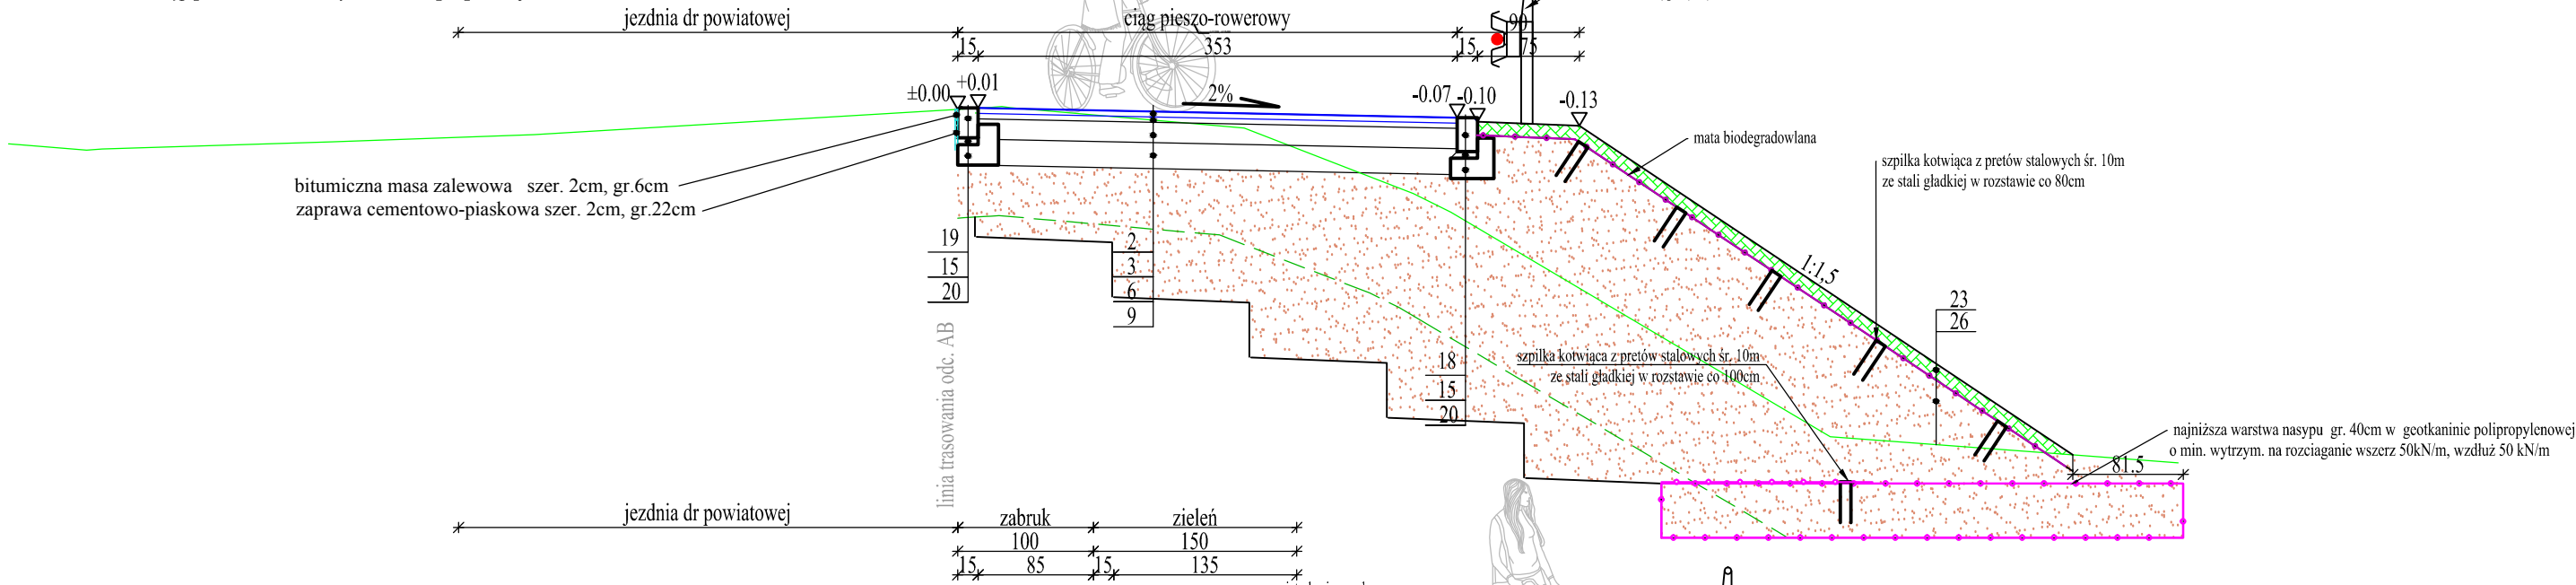 jezdnia dr powiatowej
ciąg pieszo-rowerowy
90
15
353
15
75
±0.00
+0.01
2%
-0.07
-0.10
-0.13
mata biodegradowlana
szpilka kotwiąca z pretów stalowych śr. 10m
ze stali gładkiej w rozstawie co 80cm
bitumiczna masa zalewowa szer. 2cm, gr.6cm
zaprawa cementowo-piaskowa szer. 2cm, gr.22cm
19
15
20
2
3
6
9
1:1,5
23
26
linia trasowania odc. AB
18
15
20
szpilka kotwiąca z pretów stalowych śr. 10m
ze stali gładkiej w rozstawie co 100cm
najniższa warstwa nasypu gr. 40cm w geotkaninie polipropylenowej
o min. wytrzym. na rozciaganie wszerz 50kN/m, wzdłuż 50 kN/m
81.5
jezdnia dr powiatowej
zabruk
zieleń
100
150
15
85
15
135